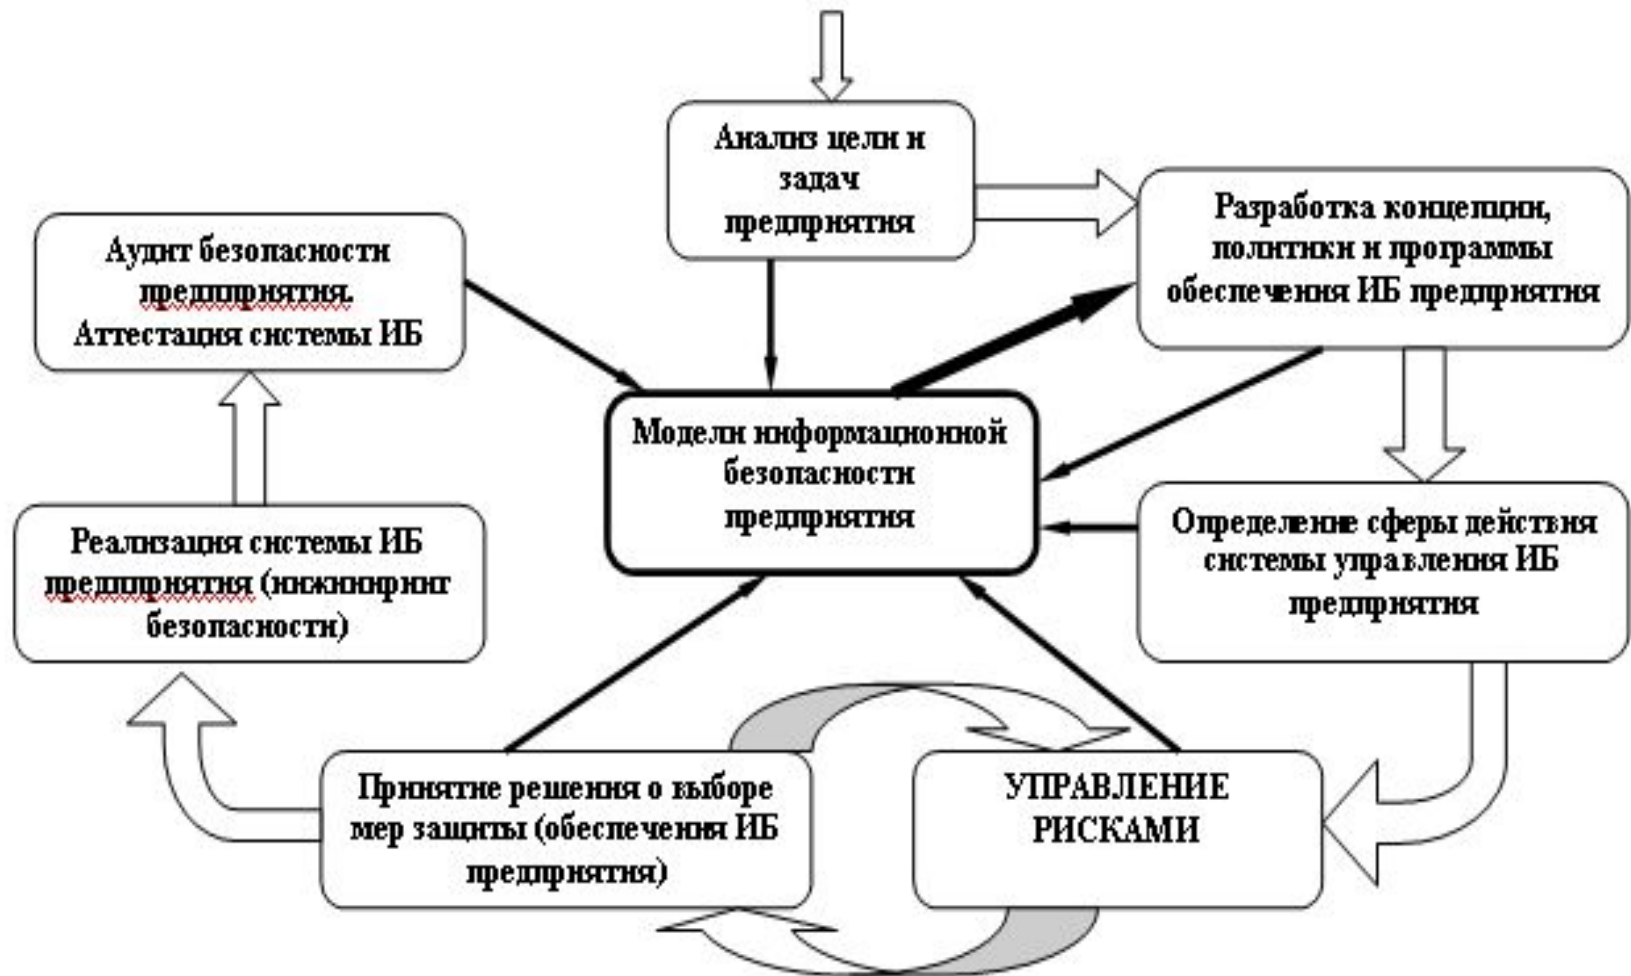 Анализ цели и
задач
предприятия
Разработка концепции,
политики и программы
обеспечения ИБ предприятия
Аудит безопасности
предприятия.
Аттестация системы ИБ
Модели информационной
безопасности
предприятия
Определение сферы действия
системы управления ИБ
предприятия
Реализация системы ИБ
предприятия (инжиниринг
безопасности)
Принятие решения о выборе
мер защиты (обеспечения ИБ
предприятия)
УПРАВЛЕНИЕ
РИСКАМИ